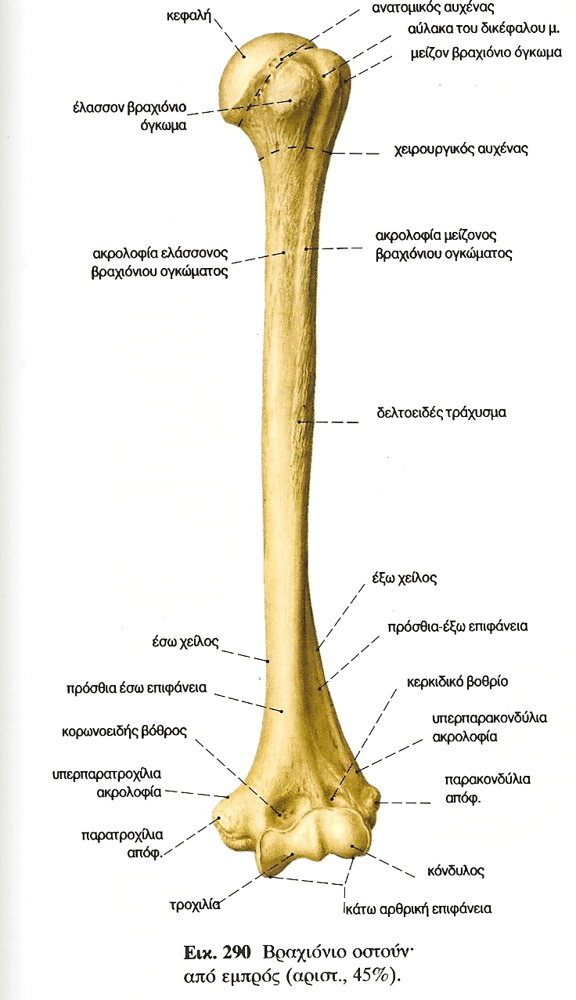 κεφαλή
ανατομικός αυχένας
αύλακα του δικέφαλου μ.
μείζον βραχιόνιο όγκωμα
έλασσον βραχιόνιο
όγκωμα
χειρουργικός αυχένας
ακρολοφία ελάσσονος
βραχιόνιου ογκώματος
ακρολοφία μείζονος
βραχιόνιου ογκώματος
δελτοειδές τράχυσμα
έξω χείλος
πρόσθια-έξω επιφάνεια
έσω χείλος
κερκιδικό βοθρίο
πρόσθια έσω επιφάνεια
υπερπαρακονδύλια
ακρολοφία
κορωνοειδής βόθρος
υπερπαρατροχίλια
ακρολοφία
παρακονδύλια
απόφ.
παρατροχίλια
απόφ.
κόνδυλος
τροχιλία
κάτω αρθρική επιφάνεια
Εικ. 290 Βραχιόνιο οστούν·
από εμπρός (αριστ., 45%).